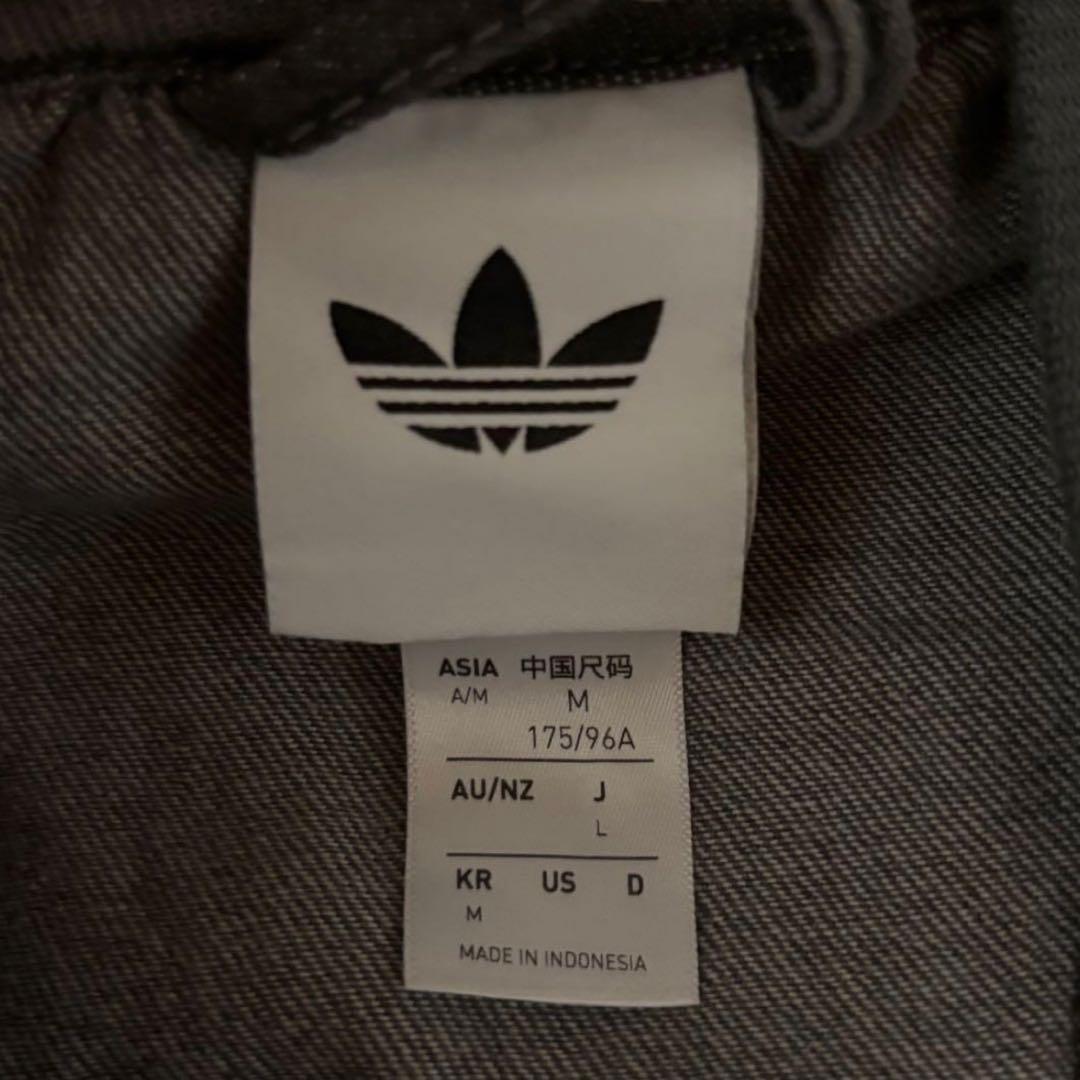 ASIA 中国尺码
A/M M
175/96A
AU/NZ J
L
KR US D
M
MADE IN INDONESIA